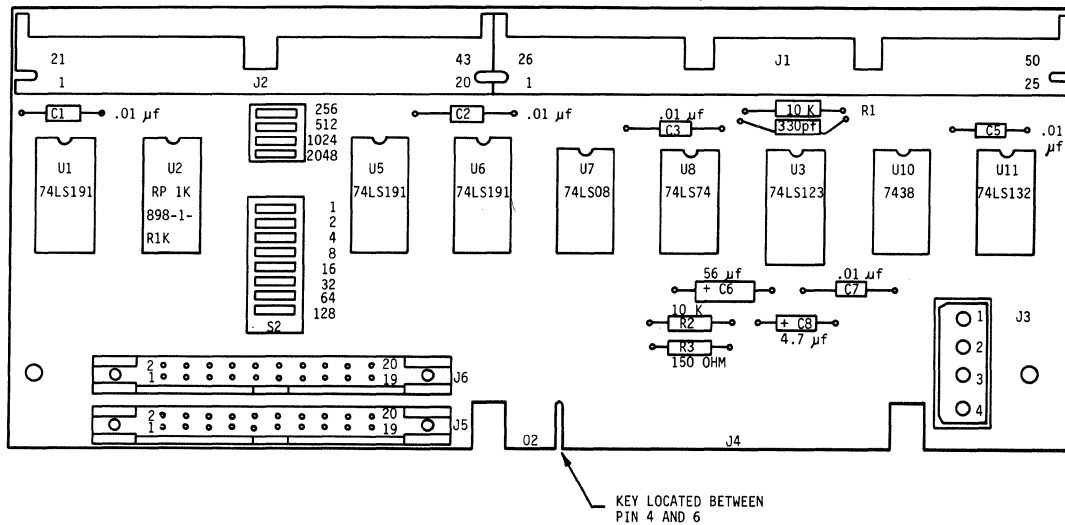 21 43 26 J1 50
1 J2 20 1 25
C1 .01 µf
256
512
1024
2048
C2 .01 µf
.01 µf
C3
10 K R1
330pf
C5 .01
µf
U1
74LS191
U2
RP 1K
898-1-
R1K
U5
74LS191
U6
74LS191
U7
74LS08
U8
74LS74
U3
74LS123
U10
7438
U11
74LS132
1
2
4
8
16
32
64
128
S2
56 µf
+ C6
.01 µf
C7
10 K
R2
+ C8
4.7 µf
R3
150 OHM
1 J3
2
3
4
2 20
1 19 J6
2 20
1 19 J5
02 J4
KEY LOCATED BETWEEN
PIN 4 AND 6